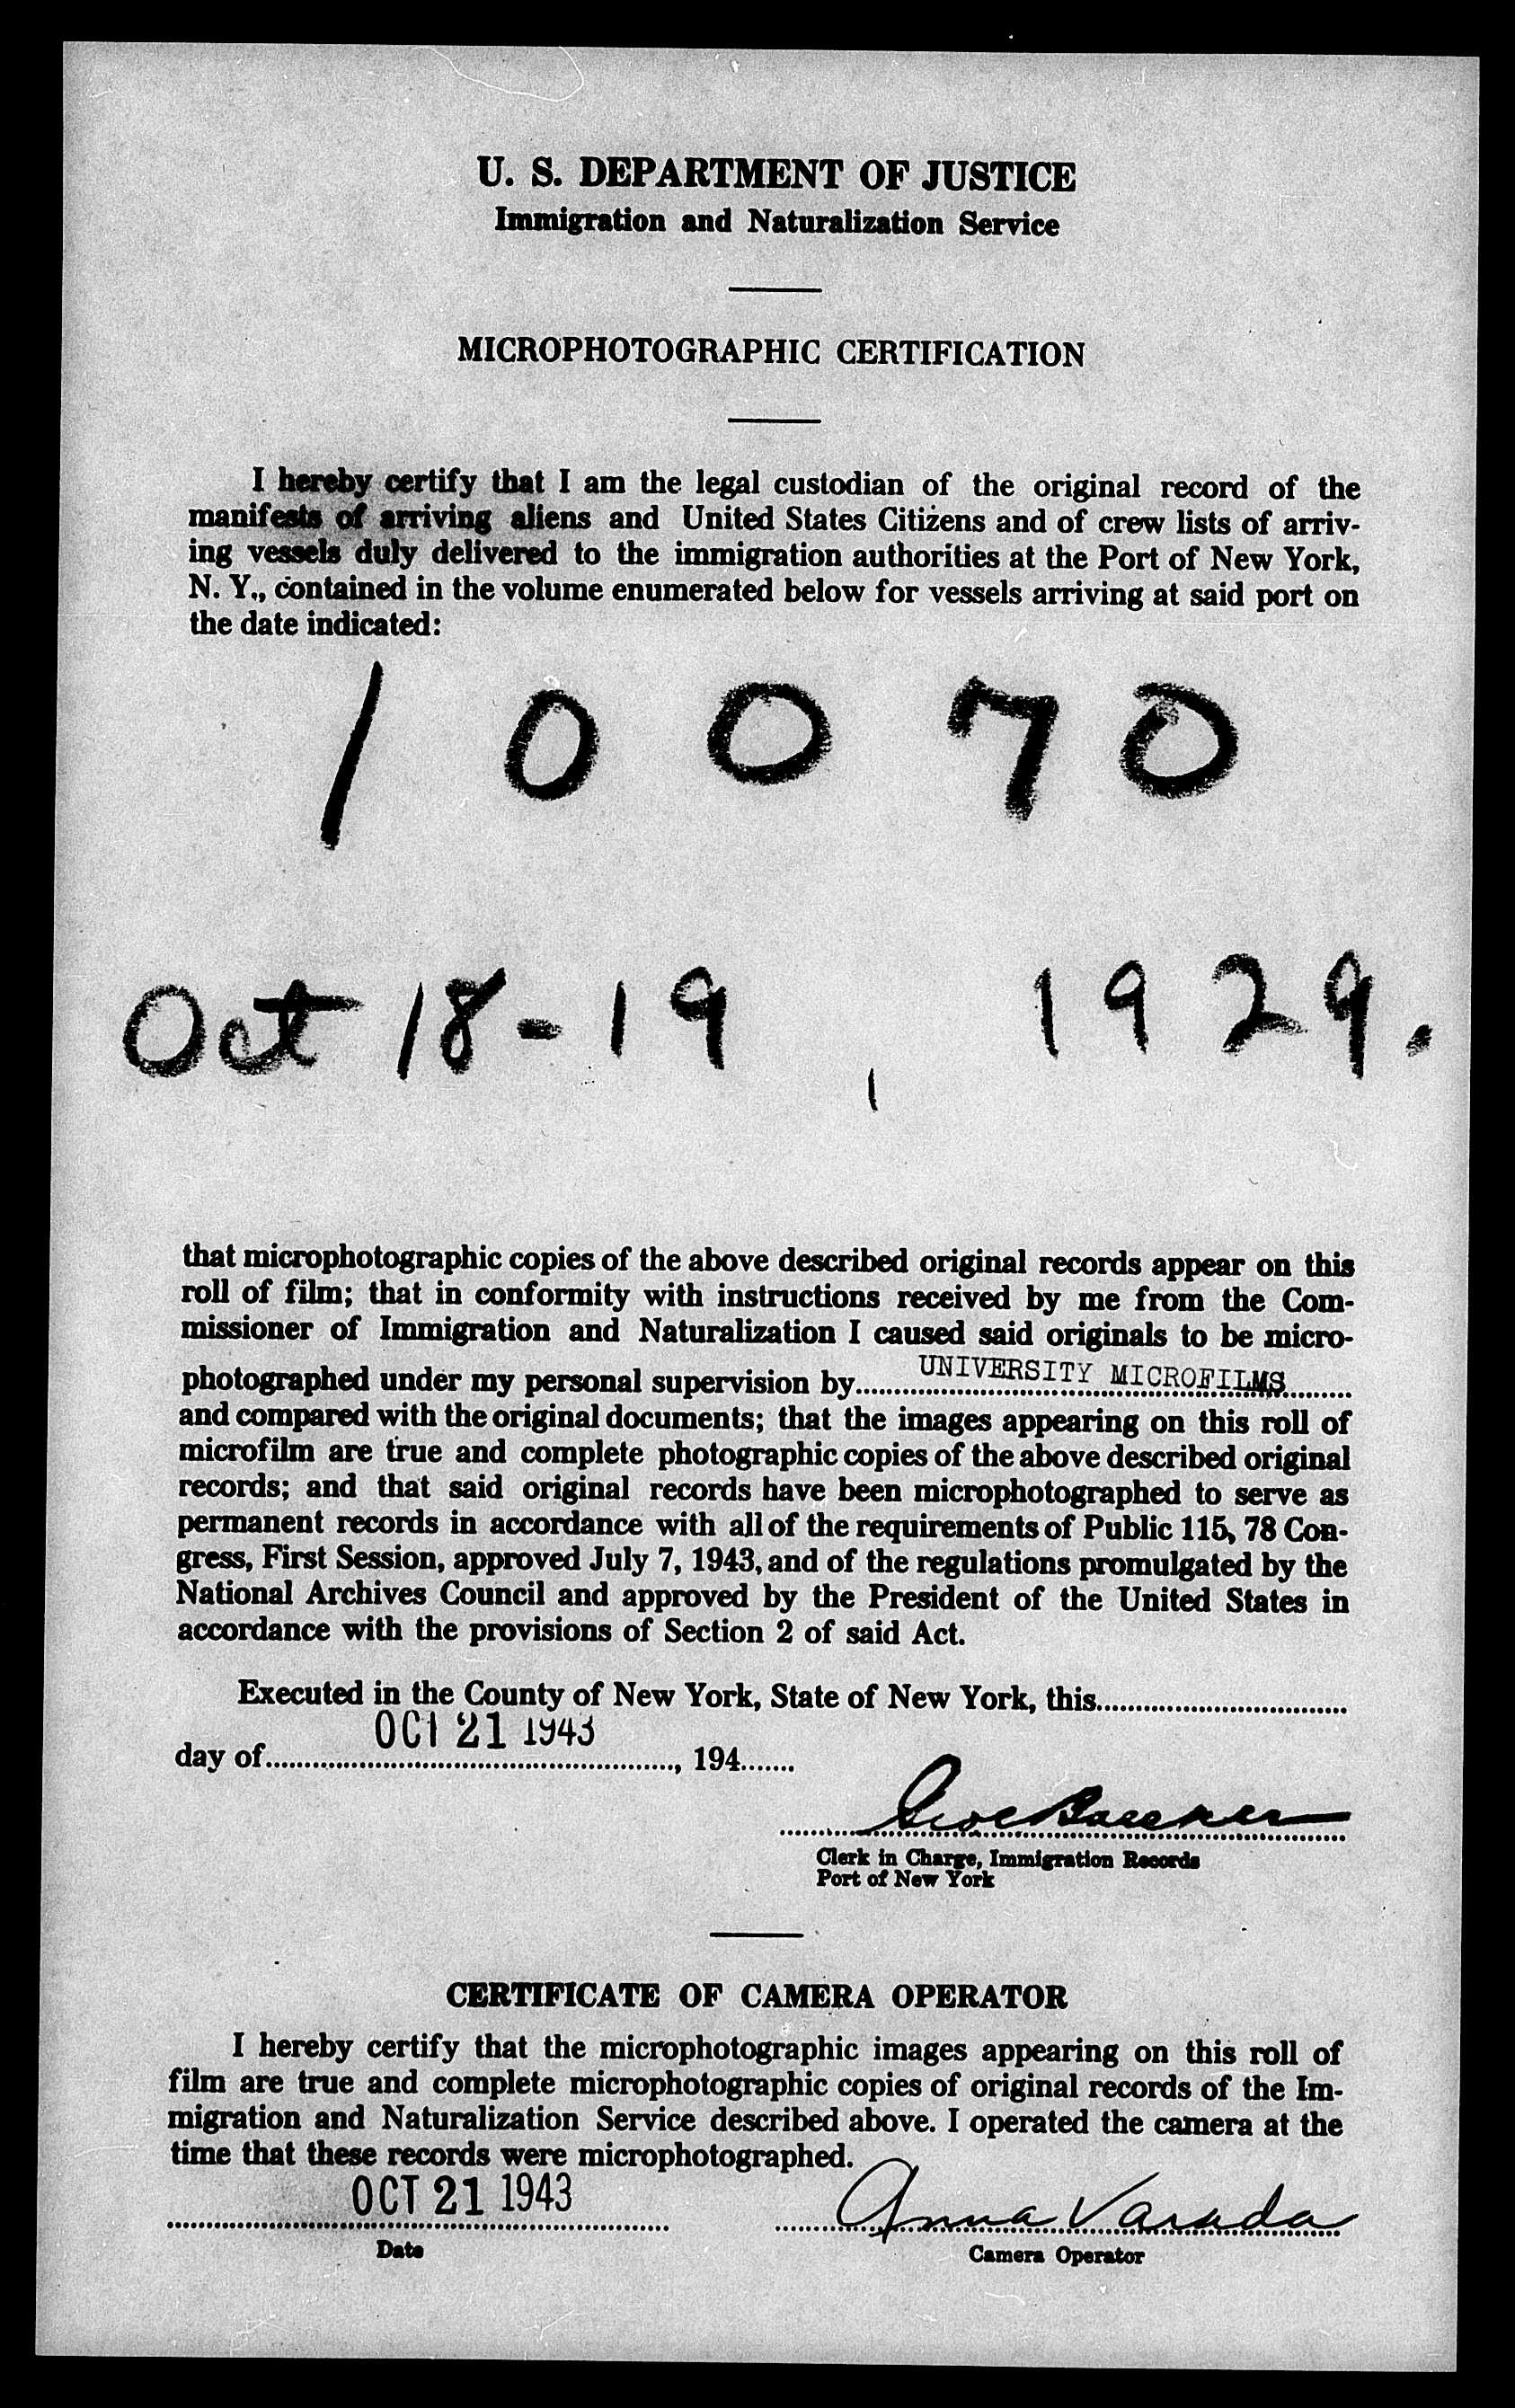 U. S. DEPARTMENT OF JUSTICE
Immigration and Naturalization Service
MICROPHOTOGRAPHIC CERTIFICATION
I hereby certify that I am the legal custodian of the original record of the
manifests of arriving aliens and United States Citizens and of crew lists of arriv-
ing vessels duly delivered to the immigration authorities at the Port of New York,
N. Y., contained in the volume enumerated below for vessels arriving at said port on
the date indicated:
10070
Oct 18-19, 1929.
that microphotographic copies of the above described original records appear on this
roll of film; that in conformity with instructions received by me from the Com-
missioner of Immigration and Naturalization I caused said originals to be micro-
photographed under my personal supervision by UNIVERSITY MICROFILMS
and compared with the original documents; that the images appearing on this roll of
microfilm are true and complete photographic copies of the above described original
records; and that said original records have been microphotographed to serve as
permanent records in accordance with all of the requirements of Public 115, 78 Con-
gress, First Session, approved July 7, 1943, and of the regulations promulgated by the
National Archives Council and approved by the President of the United States in
accordance with the provisions of Section 2 of said Act.
Executed in the County of New York, State of New York, this
OCT 21 1943
day of, 194
Clerk in Charge, Immigration Records
Port of New York
CERTIFICATE OF CAMERA OPERATOR
I hereby certify that the microphotographic images appearing on this roll of
film are true and complete microphotographic copies of original records of the Im-
migration and Naturalization Service described above. I operated the camera at the
time that these records were microphotographed.
OCT 21 1943 Anna Varada
Date Camera Operator